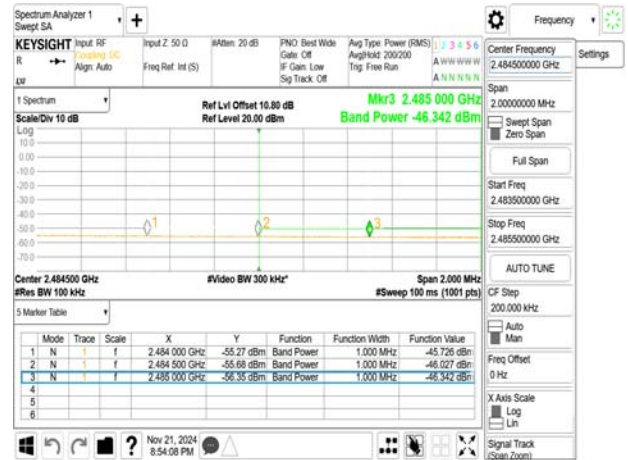 Spectrum Analyzer 1
Swept SA
+
Frequency
KEYSIGHT Input: RF Input Z: 50 Ω #Atten: 20 dB PNO: Best Wide Avg Type: Power (RMS) 1 2 3 4 5 6
R Coupling: DC Gate: Off Avg|Hold: 200/200 A WW WW W
Align: Auto Freq Ref: Int (S) IF Gain: Low Trig: Free Run
Sig Track: Off A N N N N N
Center Frequency
2.484500000 GHz
Settings
Span
2.00000000 MHz
Swept Span
Zero Span
Full Span
Start Freq
2.483500000 GHz
Stop Freq
2.485500000 GHz
AUTO TUNE
CF Step
200.000 kHz
Auto
Man
Freq Offset
0 Hz
X Axis Scale
Log
Lin
Signal Track
(Span Zoom)
1 Spectrum
Scale/Div 10 dB
Ref Lvl Offset 10.80 dB
Ref Level 20.00 dBm
Mkr3 2.485 000 GHz
Band Power -46.342 dBm
Log
10.0
0.00
-10.0
-20.0
-30.0
-40.0
-50.0
-60.0
-70.0
1
2
3
Center 2.484500 GHz #Video BW 300 kHz* Span 2.000 MHz
#Res BW 100 kHz #Sweep 100 ms (1001 pts)
5 Marker Table
Mode Trace Scale X Y Function Function Width Function Value
1 N 1 f 2.484 000 GHz -55.27 dBm Band Power 1.000 MHz -45.726 dBm
2 N 1 f 2.484 500 GHz -55.68 dBm Band Power 1.000 MHz -46.027 dBm
3 N 1 f 2.485 000 GHz -56.35 dBm Band Power 1.000 MHz -46.342 dBm
4
5
6
?
Nov 21, 2024
8:54:08 PM